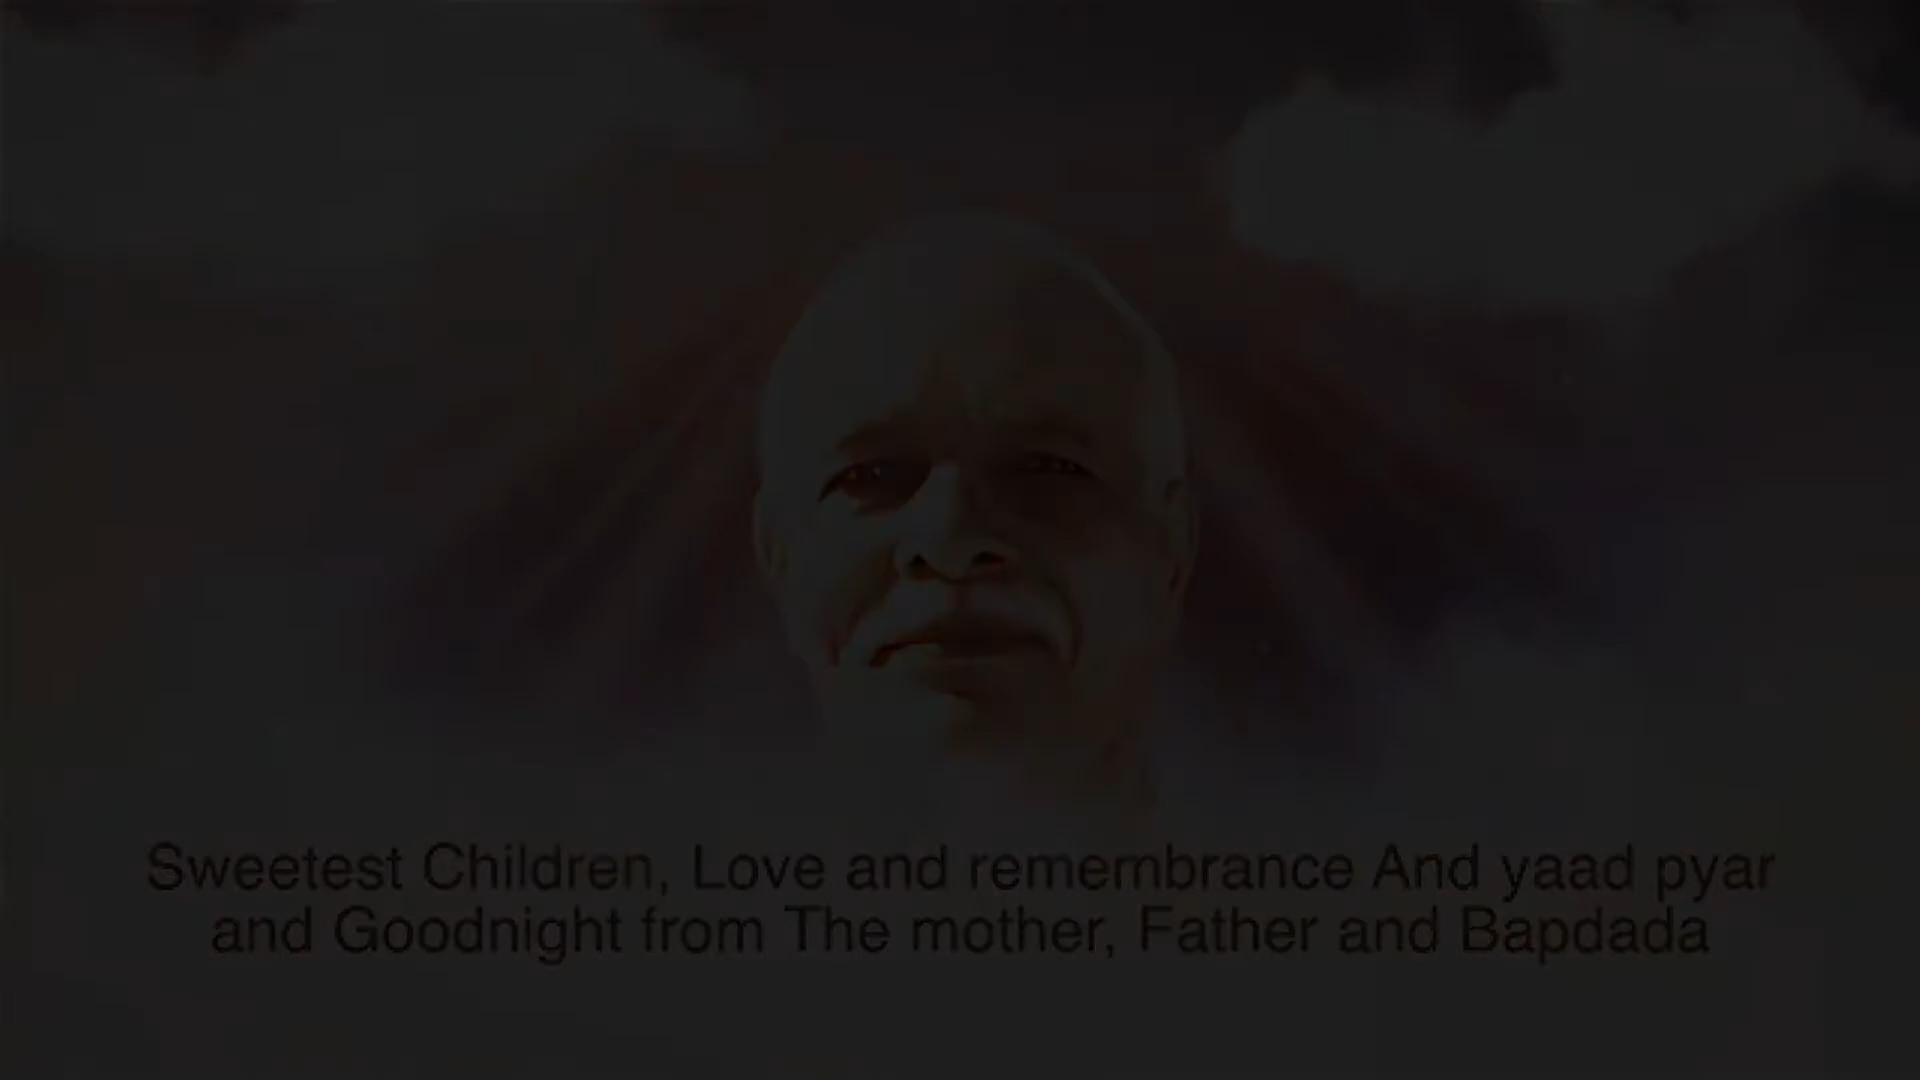 Sweetest Children, Love and remembrance And yaad pyar
and Goodnight from The mother, Father and Bapdada